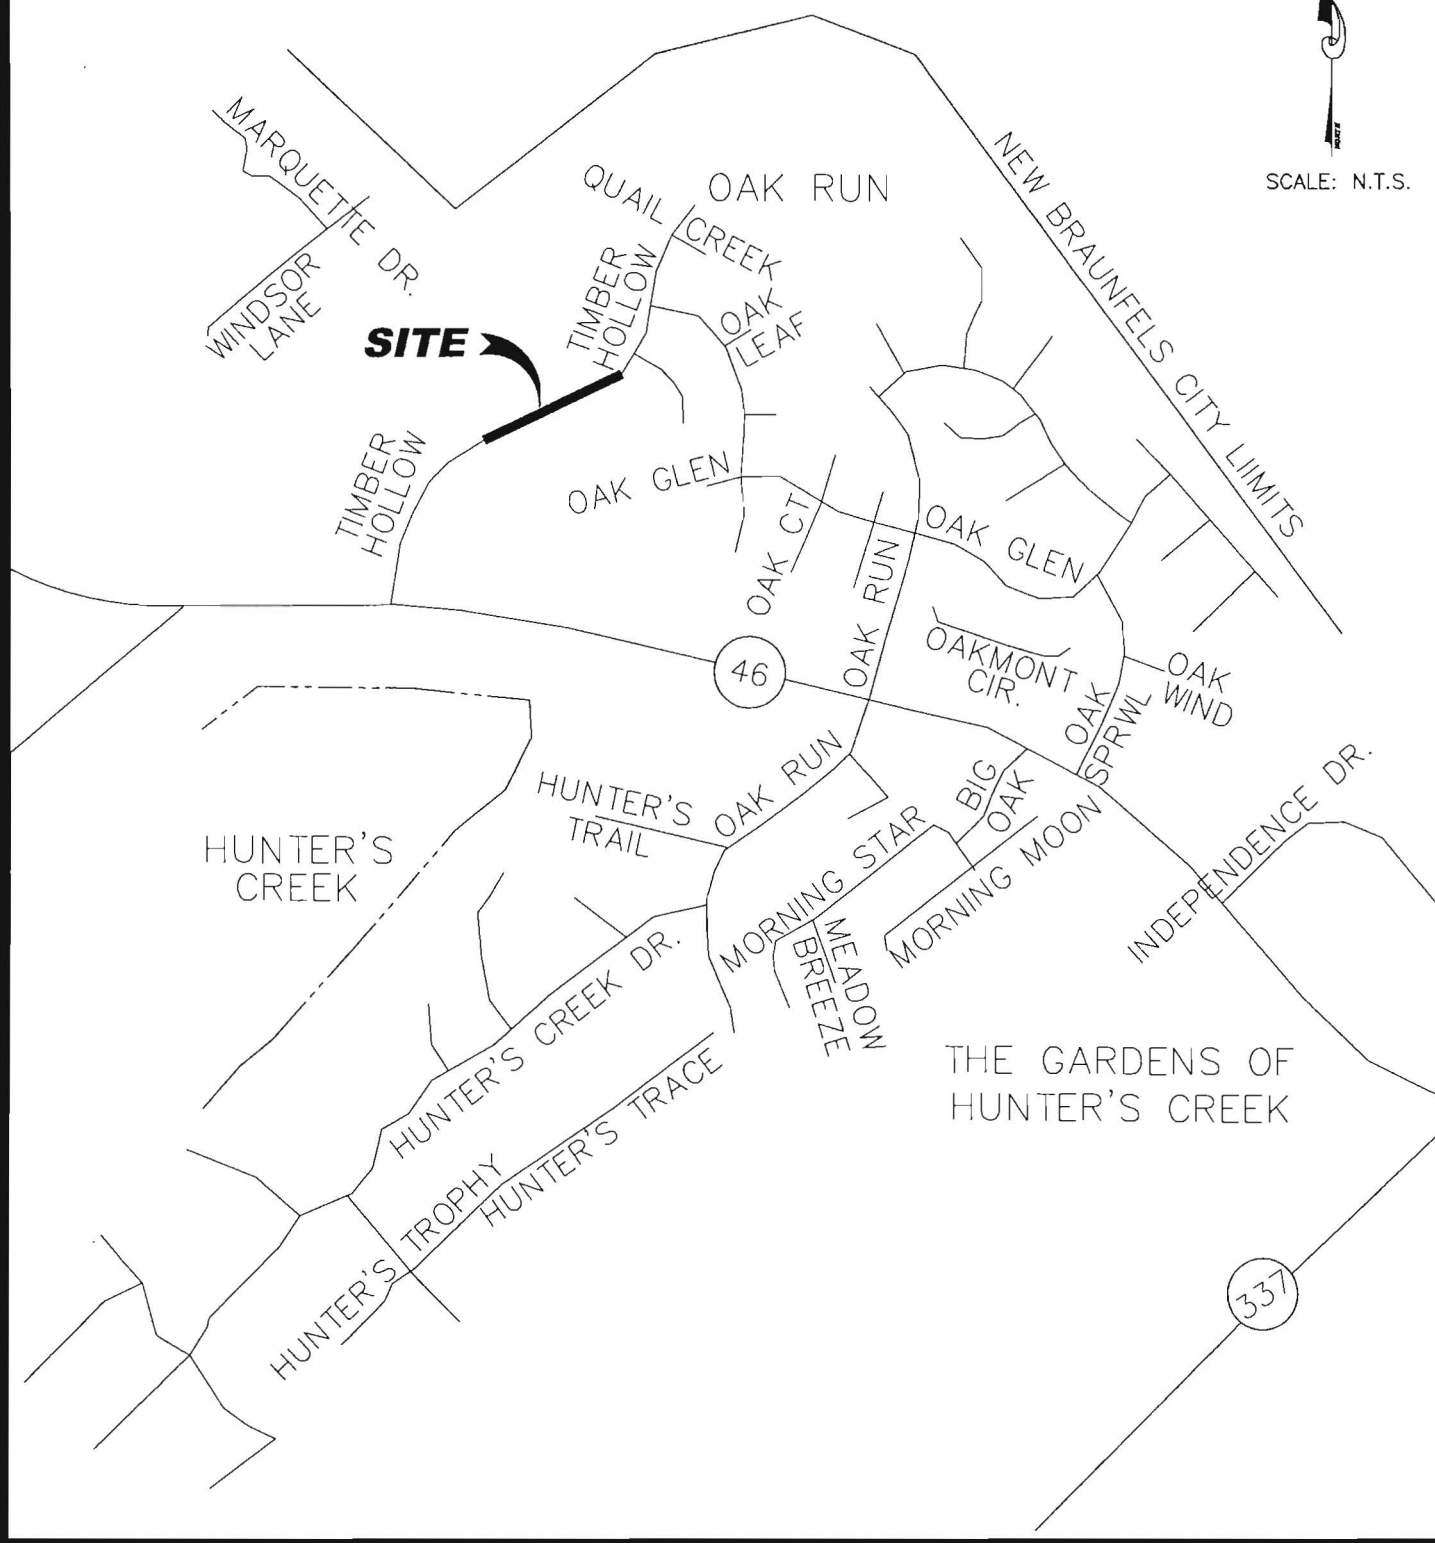 NORTH
SCALE: N.T.S.
MARQUETTE DR.
WINDSOR
LANE
QUAIL
CREEK
OAK RUN
NEW BRAUNFELS CITY LIIMITS
TIMBER
HOLLOW
OAK
LEAF
SITE
TIMBER
HOLLOW
OAK GLEN
OAK CT
OAK RUN
OAK GLEN
46
OAKMONT
CIR.
OAK
SPRWL
OAK
WIND
HUNTER'S
TRAIL
OAK RUN
BIG
OAK
INDEPENDENCE DR.
HUNTER'S
CREEK
MORNING STAR
MORNING MOON
MEADOW
BREEZE
HUNTER'S CREEK DR.
THE GARDENS OF
HUNTER'S CREEK
HUNTER'S TRACE
HUNTER'S TROPHY
337